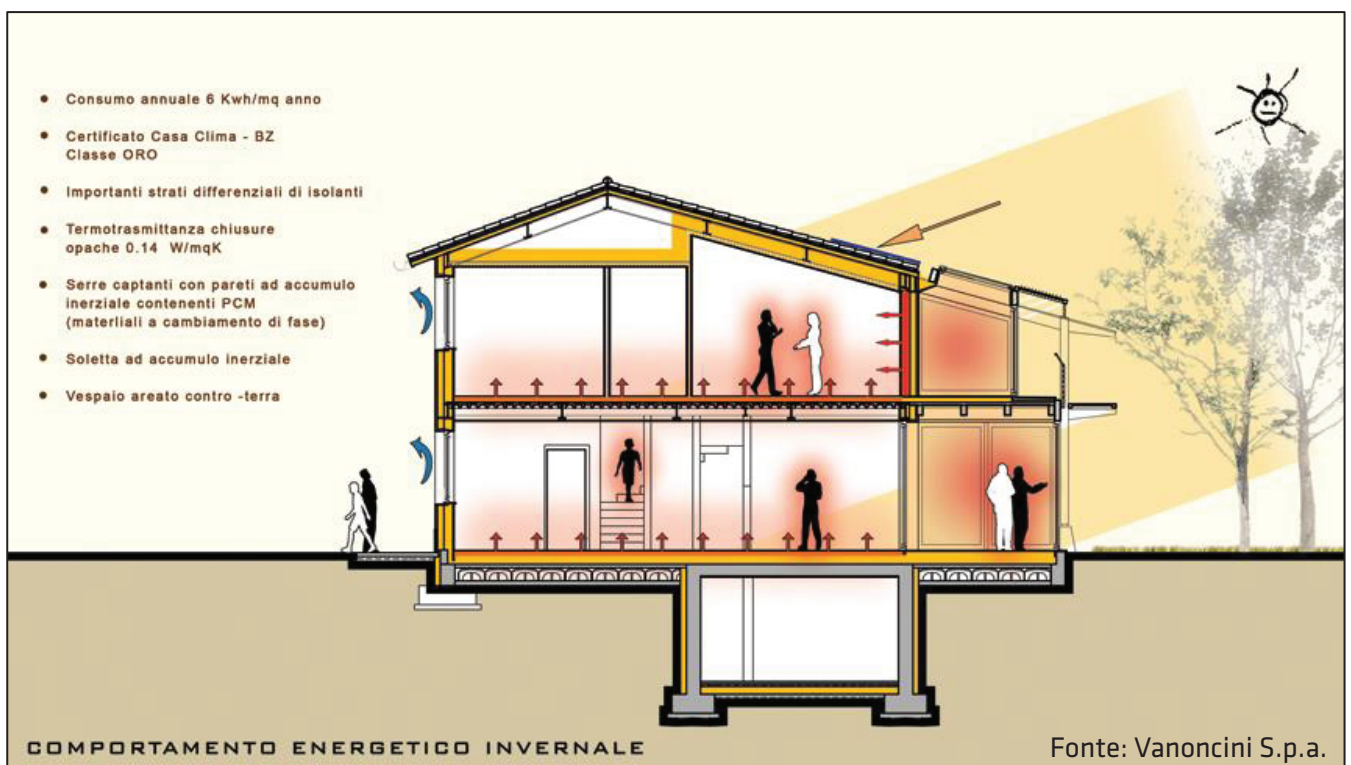 • Consumo annuale 6 Kwh/mq anno
• Certificato Casa Clima - BZ
Classe ORO
• Importanti strati differenziali di isolanti
• Termotrasmittanza chiusure
opache 0.14 W/mqK
• Serre captanti con pareti ad accumulo
inerziale contenenti PCM
(materliali a cambiamento di fase)
• Soletta ad accumulo inerziale
• Vespaio areato contro -terra
COMPORTAMENTO ENERGETICO INVERNALE
Fonte: Vanoncini S.p.a.